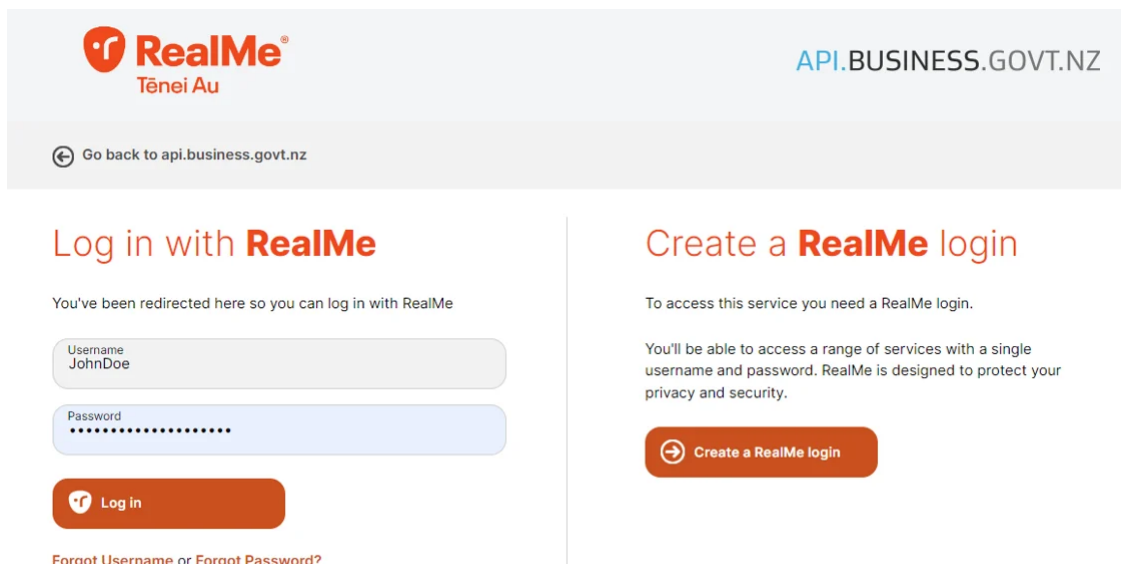 RealMe®
Tēnei Au
API.BUSINESS.GOVT.NZ
Go back to api.business.govt.nz
Log in with RealMe
You've been redirected here so you can log in with RealMe
Username
JohnDoe
Password
••••••••••••••••••••
Log in
Forgot Username or Forgot Password?
Create a RealMe login
To access this service you need a RealMe login.
You'll be able to access a range of services with a single
username and password. RealMe is designed to protect your
privacy and security.
Create a RealMe login